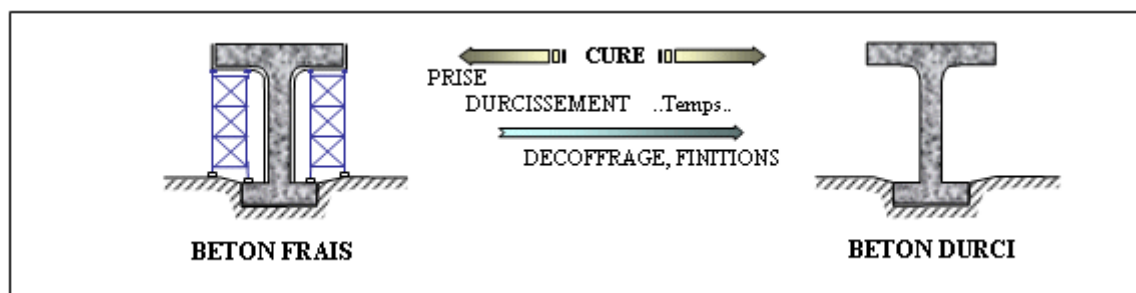 CURE
PRISE
DURCISSEMENT ..Temps..
DECOFFRAGE, FINITIONS
BETON FRAIS
BETON DURCI